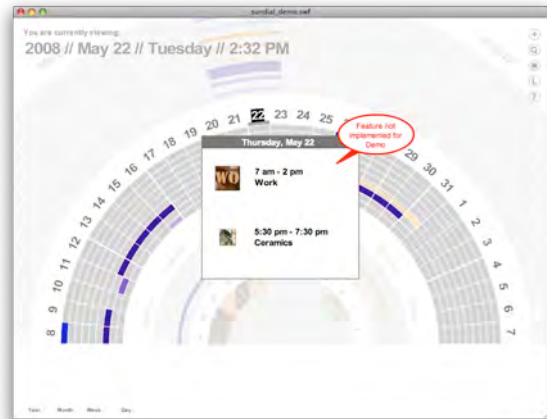 sundial_demo.swf
You are currently viewing:
2008 // May 22 // Tuesday // 2:32 PM
+
Q
L
?
8
9
10
11
12
13
14
15
16
17
18
19
20
21
22
23
24
25
29
30
31
1
2
3
4
5
6
7
Feature not
implemented for
Demo
Thursday, May 22
WO
7 am - 2 pm
Work
5:30 pm - 7:30 pm
Ceramics
Year Month Week Day